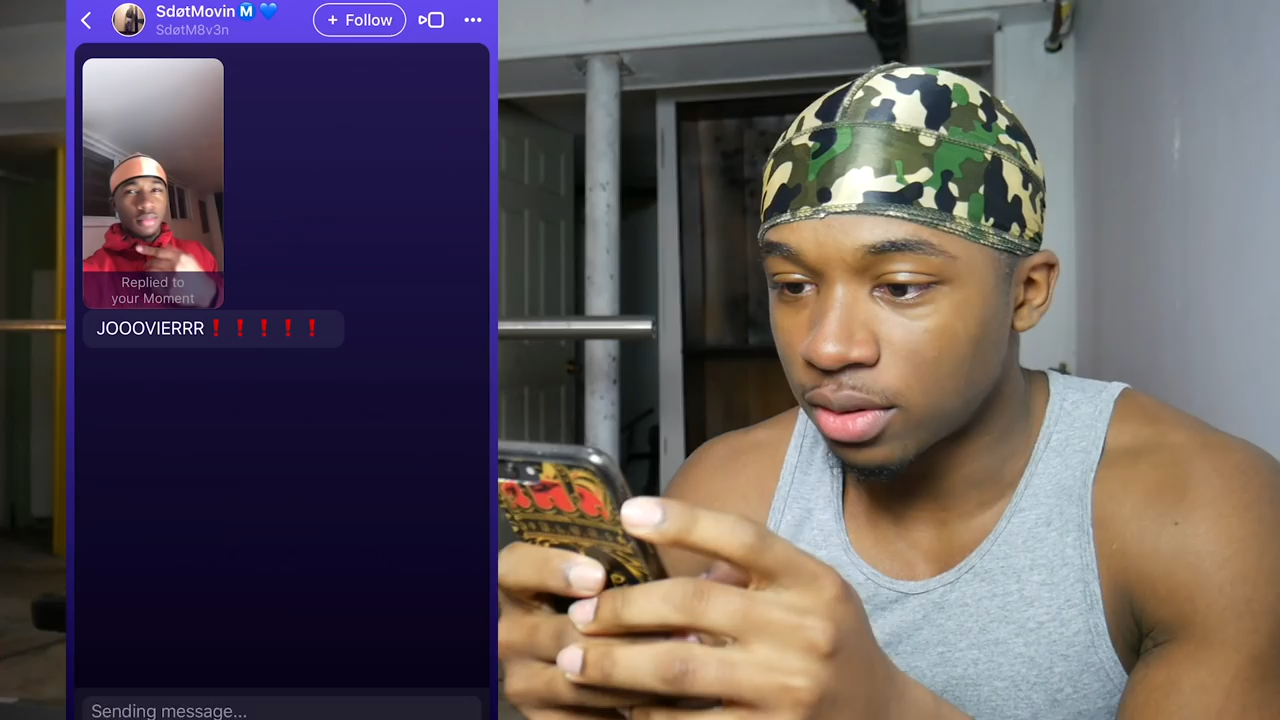 SdøtMovin Ⓜ️ 💙
SdøtM8v3n
+ Follow
Replied to
your Moment
JOOOVIERRR❗❗❗❗❗
Sending message...